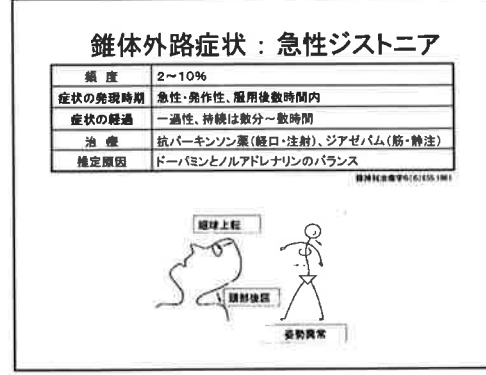 錐体外路症状：急性ジストニア
頻度 2～10%
症状の発現時期 急性・発作性、服用後数時間内
症状の経過 一過性、持続は数分～数時間
治療 抗パーキンソン薬(経口・注射)、ジアゼパム(筋・静注)
推定原因 ドーパミンとノルアドレナリンのバランス
眼球上転
頸部後屈
姿勢異常